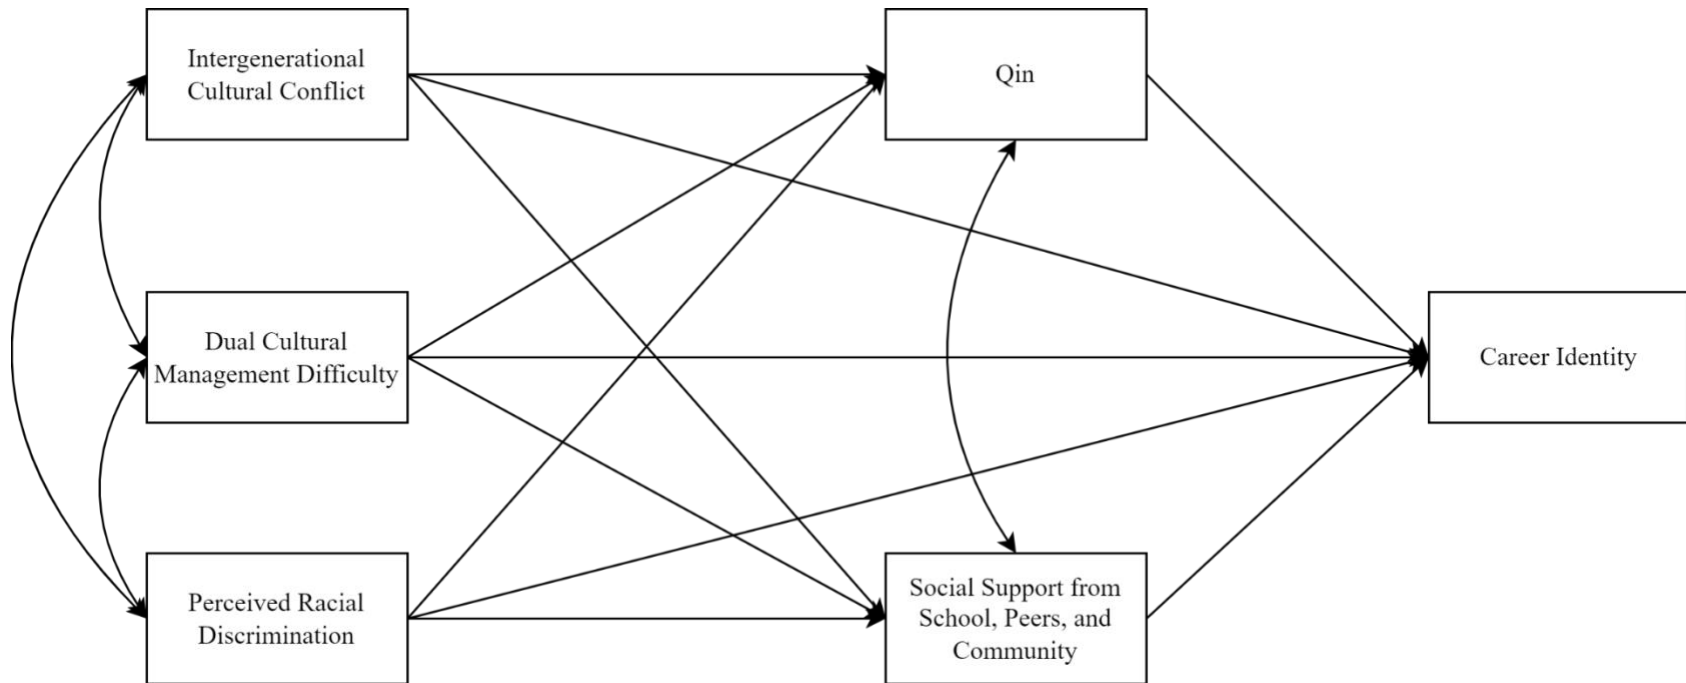 Intergenerational
Cultural Conflict
Qin
Dual Cultural
Management Difficulty
Career Identity
Perceived Racial
Discrimination
Social Support from
School, Peers, and
Community